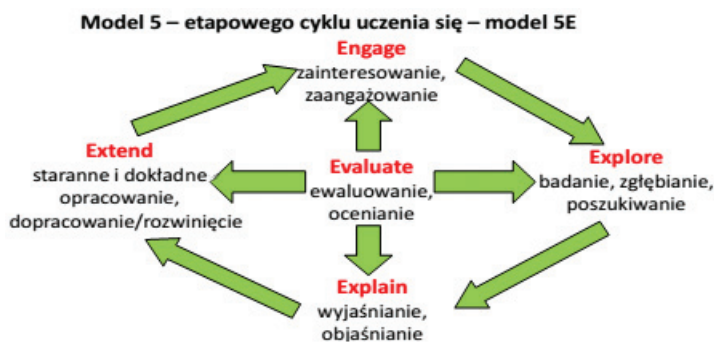 Model 5 – etapowego cyklu uczenia się – model 5E
Engage
zainteresowanie,
zaangażowanie
Extend
staranne i dokładne
opracowanie,
dopracowanie/rozwinięcie
Evaluate
ewaluowanie,
ocenianie
Explore
badanie, zgłębianie,
poszukiwanie
Explain
wyjaśnianie,
objaśnianie